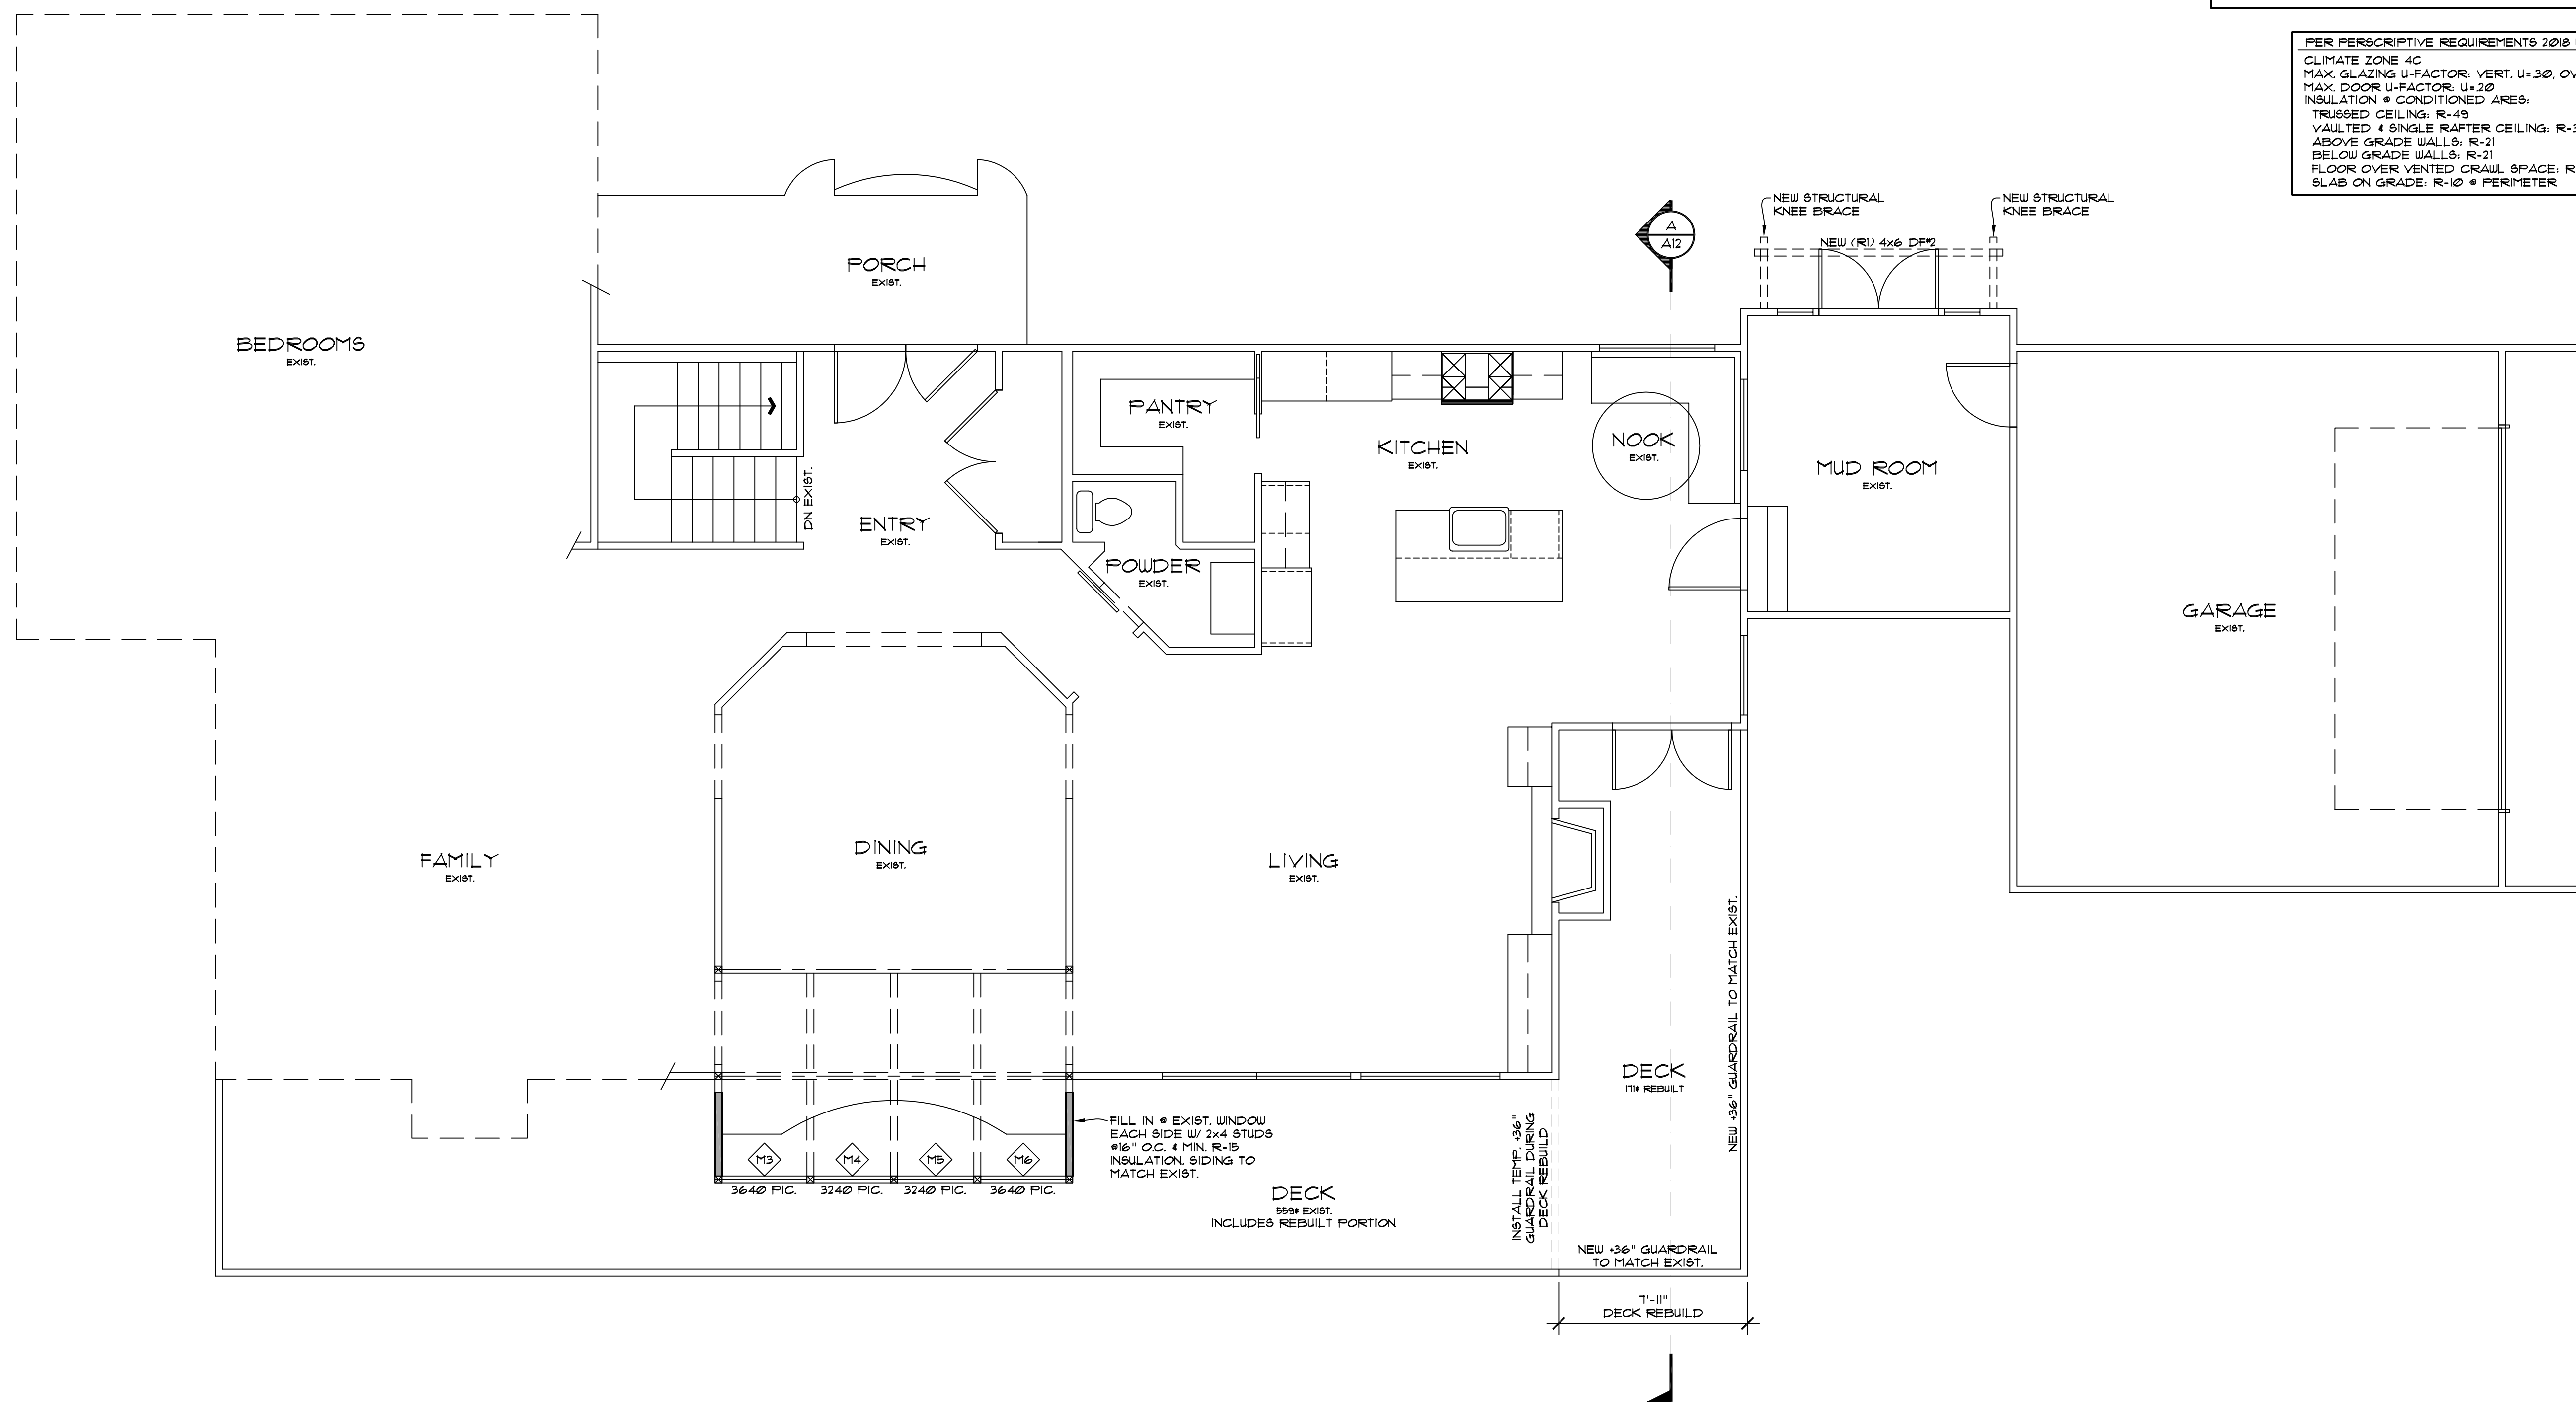 PER PERSCRIPTIVE REQUIREMENTS 2018
CLIMATE ZONE 4C
MAX. GLAZING U-FACTOR: VERT. U=.30,
MAX. DOOR U-FACTOR: U=.20
INSULATION @ CONDITIONED ARES:
TRUSSED CEILING: R-49
VAULTED & SINGLE RAFTER CEILING:
ABOVE GRADE WALLS: R-21
BELOW GRADE WALLS: R-21
FLOOR OVER VENTED CRAWL SPACE:
SLAB ON GRADE: R-10 @ PERIMETER
NEW STRUCTURAL
KNEE BRACE
NEW STRUCTURAL
KNEE BRACE
A
A12
NEW (R1) 4x6 DF#2
PORCH
EXIST.
BEDROOMS
EXIST.
PANTRY
EXIST.
KITCHEN
EXIST.
NOOK
EXIST.
MUD ROOM
EXIST.
DN EXIST.
ENTRY
EXIST.
POWDER
EXIST.
GARAGE
EXIST.
FAMILY
EXIST.
DINING
EXIST.
LIVING
EXIST.
NEW +36" GUARDRAIL TO MATCH EXIST.
DECK
171# REBUILT
FILL IN @ EXIST. WINDOW
EACH SIDE W/ 2x4 STUDS
@16" O.C. & MIN. R-15
INSULATION. SIDING TO
MATCH EXIST.
M3
M4
M5
M6
3640 PIC.
3240 PIC.
3240 PIC.
3640 PIC.
DECK
559# EXIST.
INCLUDES REBUILT PORTION
INSTALL TEMP. +36"
GUARDRAIL DURING
DECK REBUILD
NEW +36" GUARDRAIL
TO MATCH EXIST.
7'-11"
DECK REBUILD